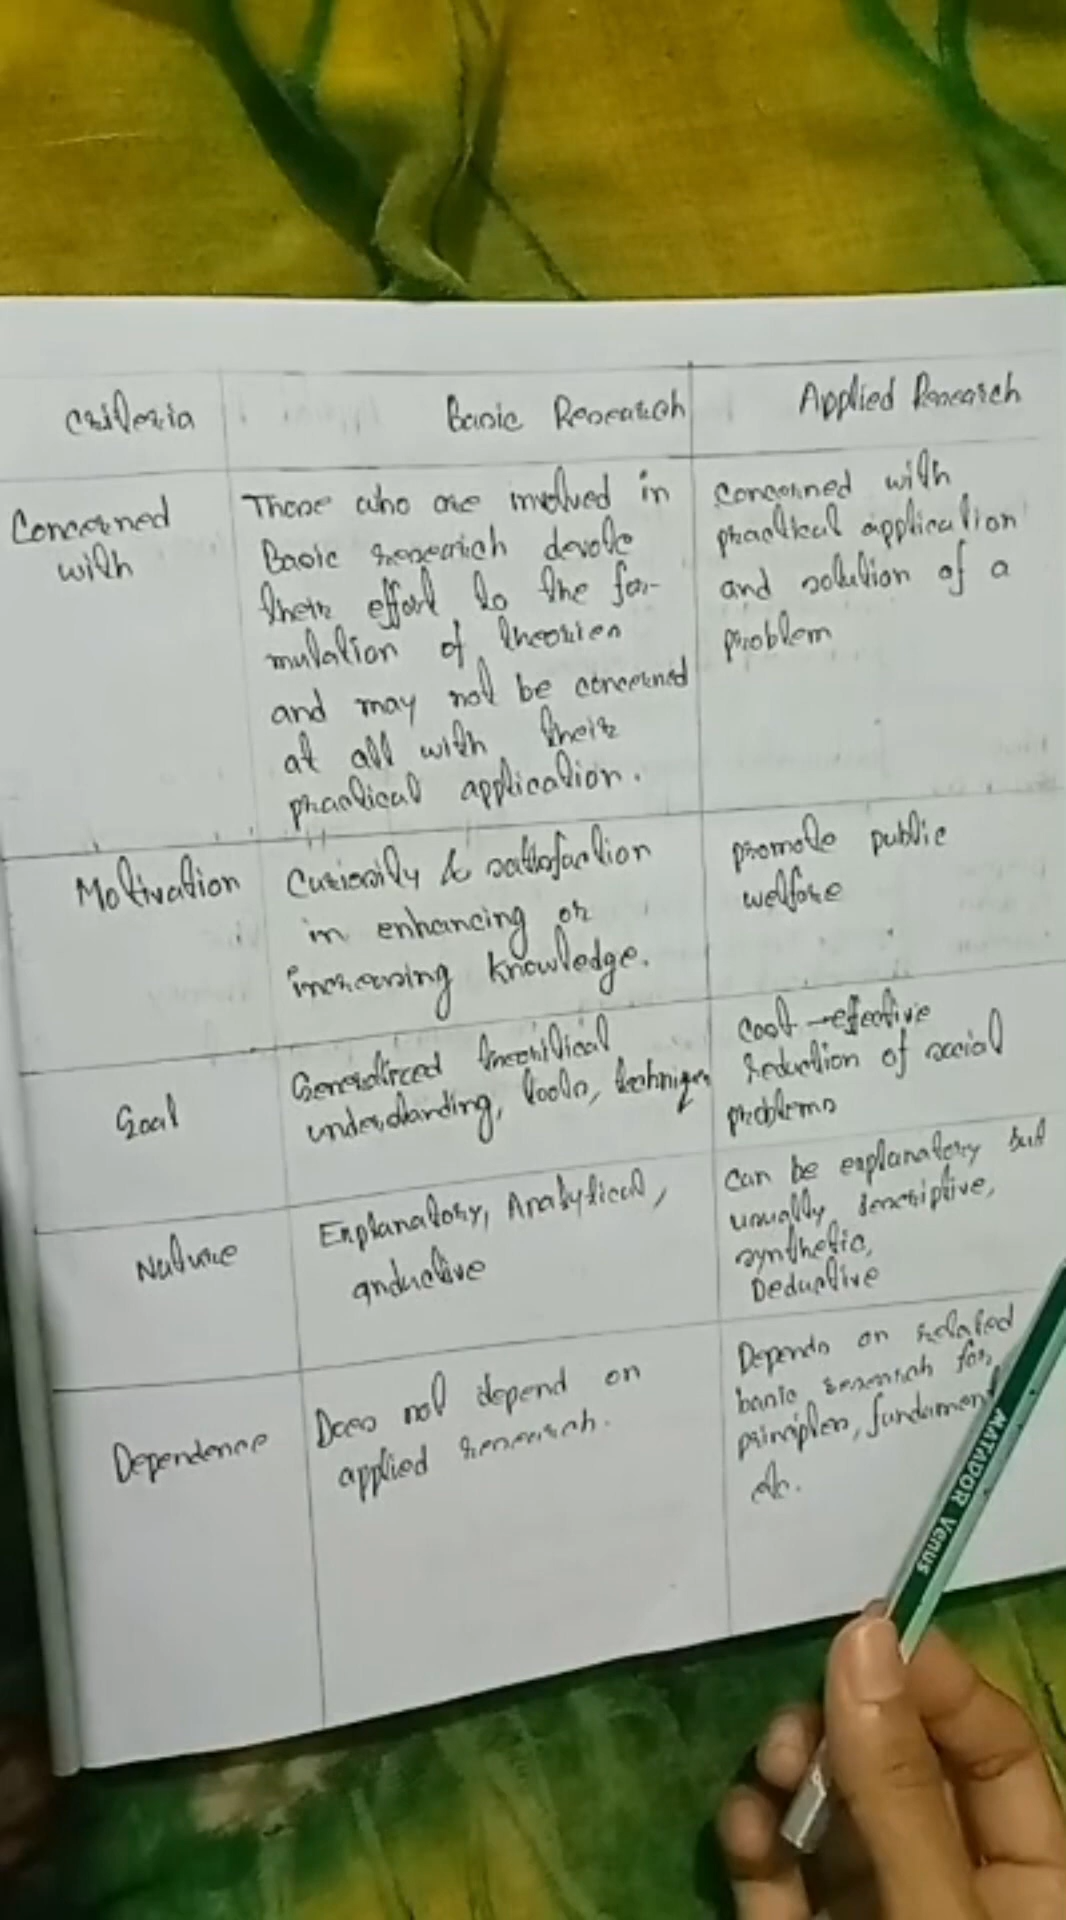 Criteria
Basic Research
Applied Research
Concerned
with
Those who are involved in
Basic research devote
their effort to the for-
mulation of theories
and may not be concerned
at all with their
practical application.
Concerned with
practical application
and solution of a
problem
Motivation
Curiosity & satisfaction
in enhancing or
increasing knowledge.
promote public
welfare
Goal
Generalized theoritical
understanding, tools, techniques
Cost-effective
reduction of social
problems
Nature
Explanatory, Analytical,
inductive
Can be explanatory but
usually descriptive,
synthetic,
Deductive
Dependence
Does not depend on
applied research.
Depends on related
basic research for
principles, fundamen
etc.
MATADOR Venus